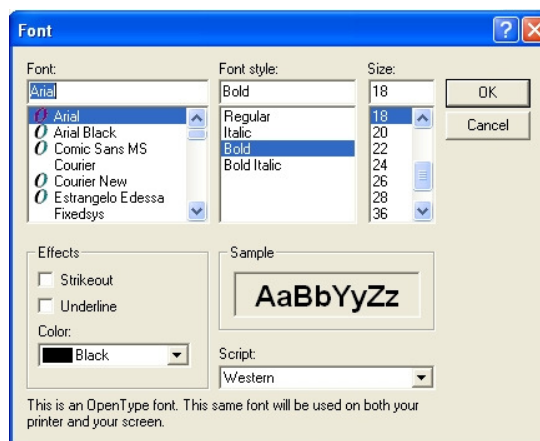 Font
Font:
Arial
Arial
Arial Black
Comic Sans MS
Courier
Courier New
Estrangelo Edessa
Fixedsys
Font style:
Bold
Regular
Italic
Bold
Bold Italic
Size:
18
18
20
22
24
26
28
36
OK
Cancel
Effects
Strikeout
Underline
Color:
Black
Sample
AaBbYyZz
Script:
Western
This is an OpenType font. This same font will be used on both your
printer and your screen.